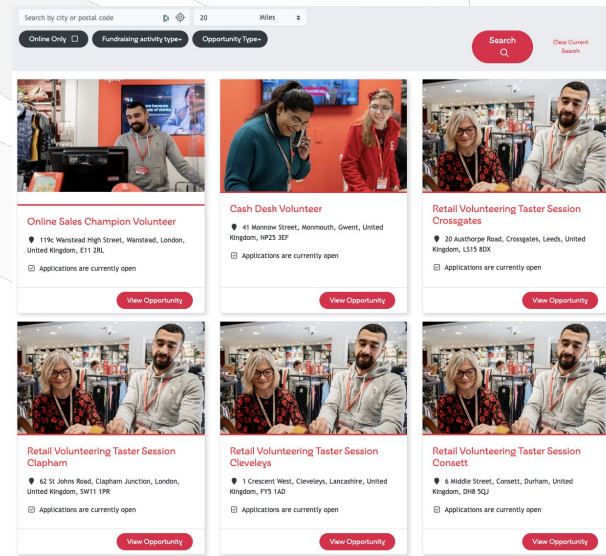 Search by city or postal code
20
Miles
Online Only
Fundraising activity type
Opportunity Type
Search
Clear Current
Search
Online Sales Champion Volunteer
119c Wanstead High Street, Wanstead, London,
United Kingdom, E11 2RL
Applications are currently open
View Opportunity
Cash Desk Volunteer
41 Monnow Street, Monmouth, Gwent, United
Kingdom, NP25 3EF
Applications are currently open
View Opportunity
Retail Volunteering Taster Session
Crossgates
20 Austhorpe Road, Crossgates, Leeds, United
Kingdom, LS15 8DX
Applications are currently open
View Opportunity
Retail Volunteering Taster Session
Clapham
62 St Johns Road, Clapham Junction, London,
United Kingdom, SW11 1PR
Applications are currently open
View Opportunity
Retail Volunteering Taster Session
Cleveleys
1 Crescent West, Cleveleys, Lancashire, United
Kingdom, FY5 1AD
Applications are currently open
View Opportunity
Retail Volunteering Taster Session
Consett
6 Middle Street, Consett, Durham, United
Kingdom, DH8 5QJ
Applications are currently open
View Opportunity